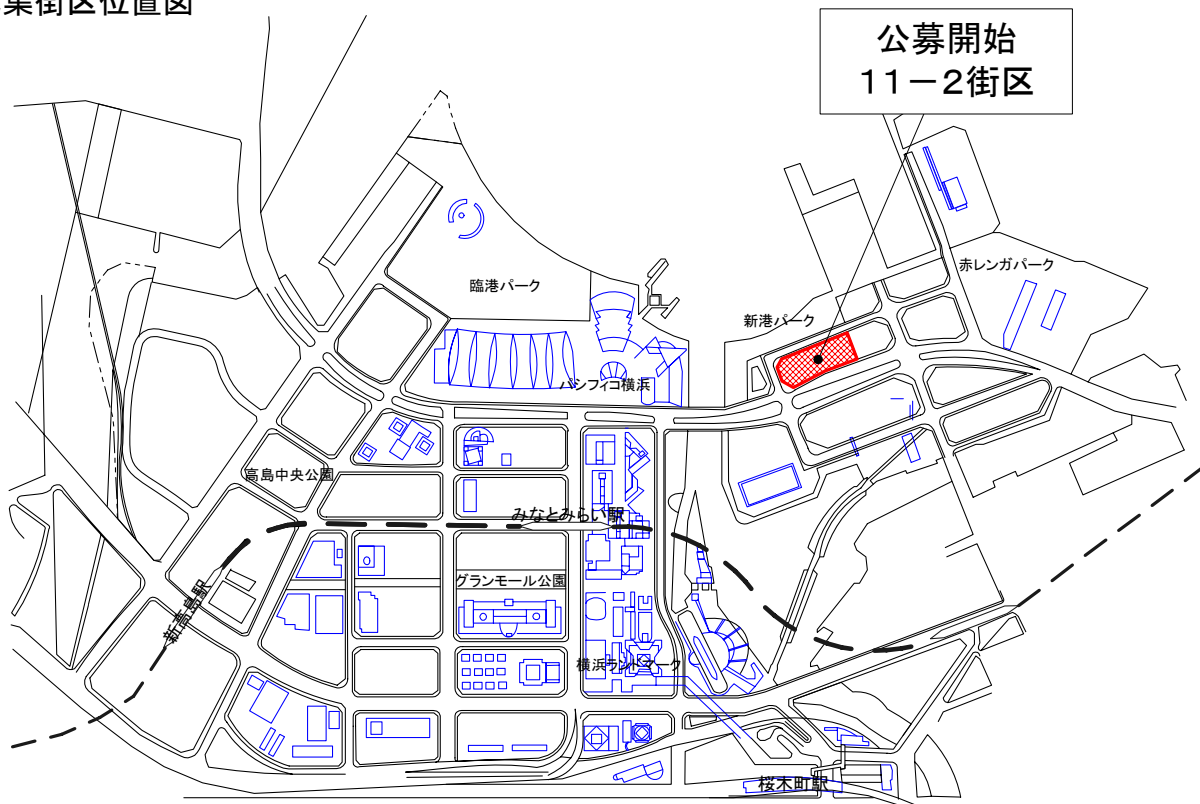 集街区位置図
公募開始
11－2街区
赤レンガパーク
臨港パーク
新港パーク
パシフィコ横浜
高島中央公園
みなとみらい駅
グランモール公園
新高島駅
横浜ランドマーク
桜木町駅